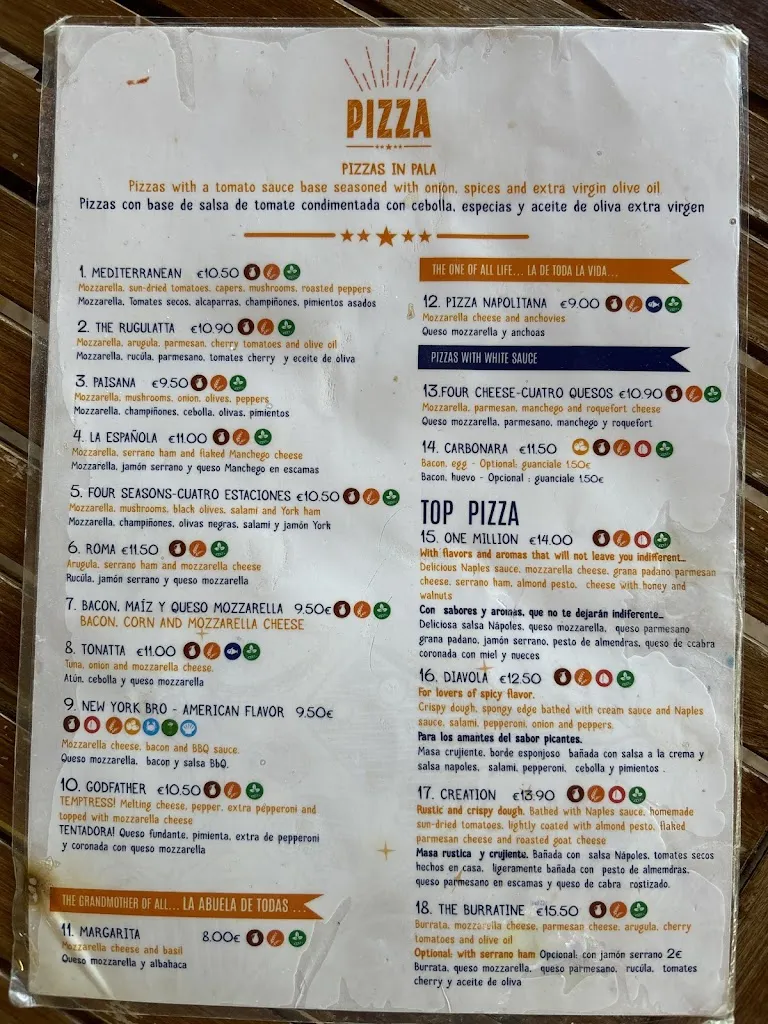 PIZZA
PIZZAS IN PALA
Pizzas with a tomato sauce base seasoned with onion, spices and extra virgin olive oil
Pizzas con base de salsa de tomate condimentada con cebolla, especias y aceite de oliva extra virgen
1. MEDITERRANEAN €10.50
Mozzarella, sun-dried tomatoes, capers, mushrooms, roasted peppers
Mozzarella, Tomates secos, alcaparras, champiñones, pimientos asados
2. THE RUGULATTA €10.90
Mozzarella, arugula, parmesan, cherry tomatoes and olive oil
Mozzarella, rucúla, parmesano, tomates cherry y eceite de oliva
3. PAISANA €9.50
Mozzarella, mushrooms, onion, olives, peppers
Mozzarella, champiñones, cebolla, olivas, pimientos
4. LA ESPAÑOLA €11.00
Mozzarella, serrano ham and flaked Manchego cheese
Mozzarella, jamón serrano y queso Manchego en escamas
5. FOUR SEASONS-CUATRO ESTACIONES €10.50
Mozzarella, mushrooms, black olives, salami and York ham
Mozzarella, champiñones, olivas negras, salami y jamón York
6. ROMA €11.50
Arugula, serrano ham and mozzarella cheese
Rucúla, jamón serrano y queso mozzarella
7. BACON, MAÍZ Y QUESO MOZZARELLA 9.50€
BACON, CORN AND MOZZARELLA CHEESE
8. TONATTA €11.00
Tuna, onion and mozzarella cheese.
Atún, cebolla y queso mozzarella
9. NEW YORK BRO - AMERICAN FLAVOR 9.50€
Mozzarella cheese, bacon and BBQ sauce.
Queso mozzarella, bacon y salsa BBQ.
10. GODFATHER €10.50
TEMPTRESS! Melting cheese, pepper, extra pepperoni and
topped with mozzarella cheese
TENTADORA! Queso fundante, pimienta, extra de pepperoni
y coronada con queso mozzarella
THE GRANDMOTHER OF ALL... LA ABUELA DE TODAS ...
11. MARGARITA 8.00€
Mozzarella cheese and basil
Queso mozzarella y albahaca
THE ONE OF ALL LIFE... LA DE TODA LA VIDA...
12. PIZZA NAPOLITANA €9.00
Mozzarella cheese and anchovies
Queso mozzarella y anchoas
PIZZAS WITH WHITE SAUCE
13.FOUR CHEESE-CUATRO QUESOS €10.90
Mozzarella, parmesan, manchego and roquefort cheese
Queso mozzarella, parmesano, manchego y roquefort
14. CARBONARA €11.50
Bacon, egg - Optional: guanciale 1.50€
Bacon, huevo - Opcional : guanciale 1.50€
TOP PIZZA
15. ONE MILLION €14.00
With flavors and aromas that will not leave you indifferent...
Delicious Naples sauce, mozzarella cheese, grana padano parmesan
cheese, serrano ham, almond pesto, cheese with honey and
walnuts
Con sabores y aromas, que no te dejarán indiferente...
Deliciosa salsa Nápoles, queso mozzarella, queso parmesano
grana padano, jamón serrano, pesto de almendras, queso de ccabra
coronada con miel y nueces
16. DIAVOLA €12.50
For lovers of spicy flavor.
Crispy dough, spongy edge bathed with cream sauce and Naples
sauce, salami, pepperoni, onion and peppers.
Para los amantes del sabor picantes.
Masa crujiente, borde esponjoso bañada con salsa a la crema y
salsa napoles, salami, pepperoni, cebolla y pimientos .
17. CREATION €13.90
Rustic and crispy dough. Bathed with Naples sauce, homemade
sun-dried tomatoes, lightly coated with almond pesto, flaked
parmesan cheese and roasted goat cheese
Masa rustica y crujiente. Bañada con salsa Nápoles, tomates secos
hechos en casa, ligeramente bañada con pesto de almemdras,
queso parmesano en escamas y queso de cabra rostizado.
18. THE BURRATINE €15.50
Burrata, mozzarella cheese, parmesan cheese, arugula, cherry
tomatoes and olive oil
Optional: with serrano ham Opcional: con jamón serrano 2€
Burrata, queso mozzarella, queso parmesano, rucúla, tomates
cherry y aceite de oliva